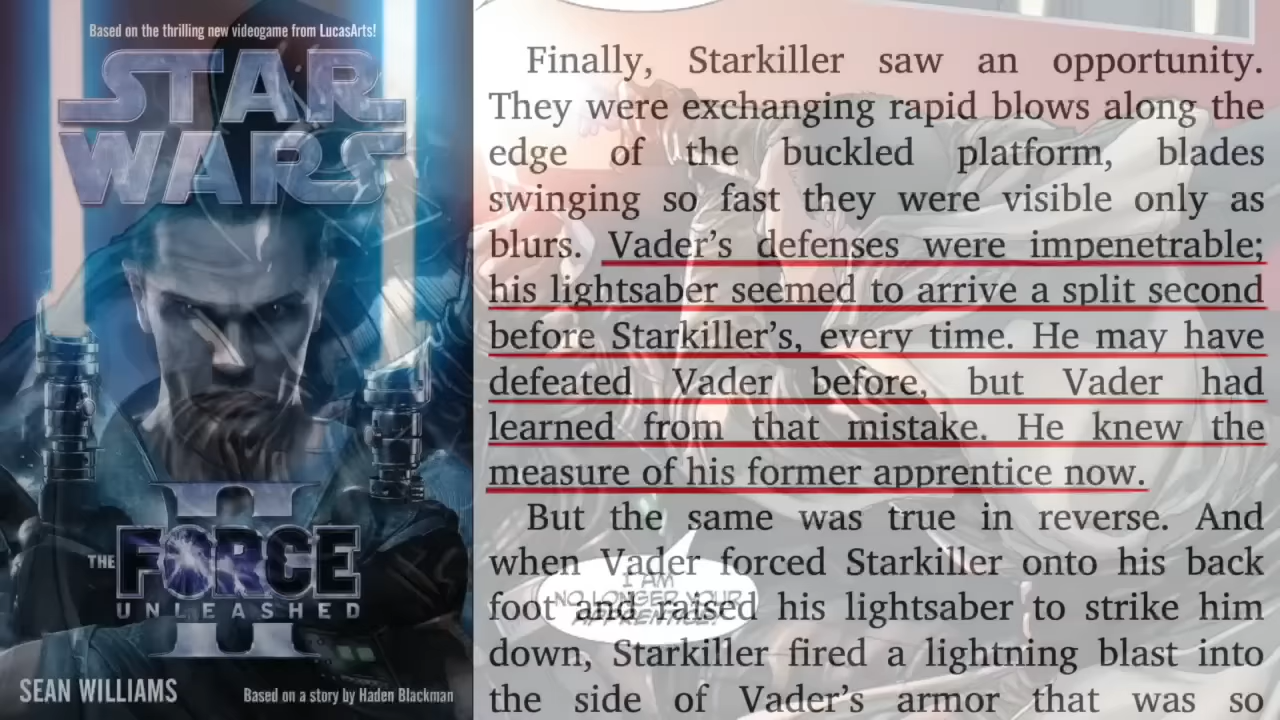 Based on the thrilling new videogame from LucasArts!
STAR
WARS
II
THE FORCE
UNLEASHED
SEAN WILLIAMS
Based on a story by Haden Blackman
Finally, Starkiller saw an opportunity.
They were exchanging rapid blows along the
edge of the buckled platform, blades
swinging so fast they were visible only as
blurs. Vader’s defenses were impenetrable;
his lightsaber seemed to arrive a split second
before Starkiller’s, every time. He may have
defeated Vader before, but Vader had
learned from that mistake. He knew the
measure of his former apprentice now.
But the same was true in reverse. And
when Vader forced Starkiller onto his back
foot and raised his lightsaber to strike him
down, Starkiller fired a lightning blast into
the side of Vader’s armor that was so
I AM
NO LONGER YOUR
APPRENTICE!